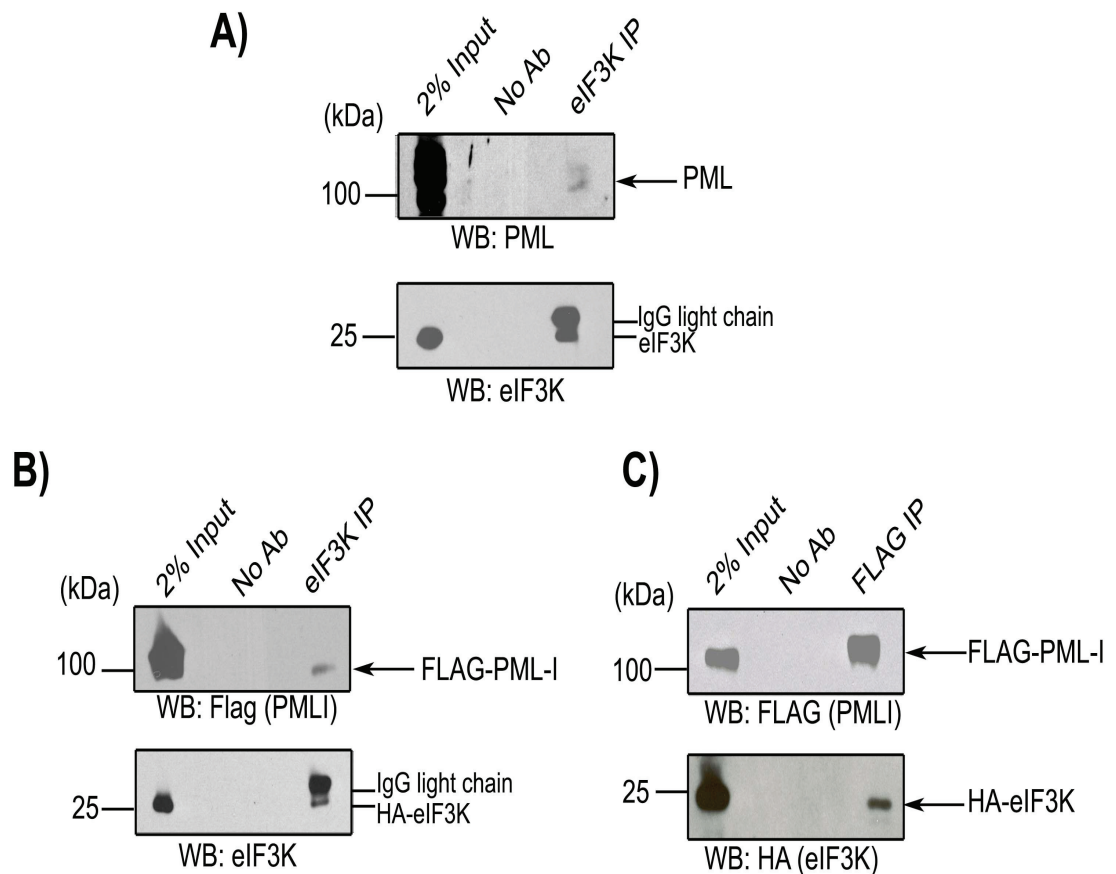 A)
2% Input No Ab eIF3K IP
(kDa)
100
PML
WB: PML
25
IgG light chain
eIF3K
WB: eIF3K
B)
2% Input No Ab eIF3K IP
(kDa)
100
FLAG-PML-I
WB: Flag (PMLI)
25
IgG light chain
HA-eIF3K
WB: eIF3K
C)
2% Input No Ab FLAG IP
(kDa)
100
FLAG-PML-I
WB: FLAG (PMLI)
25
HA-eIF3K
WB: HA (eIF3K)